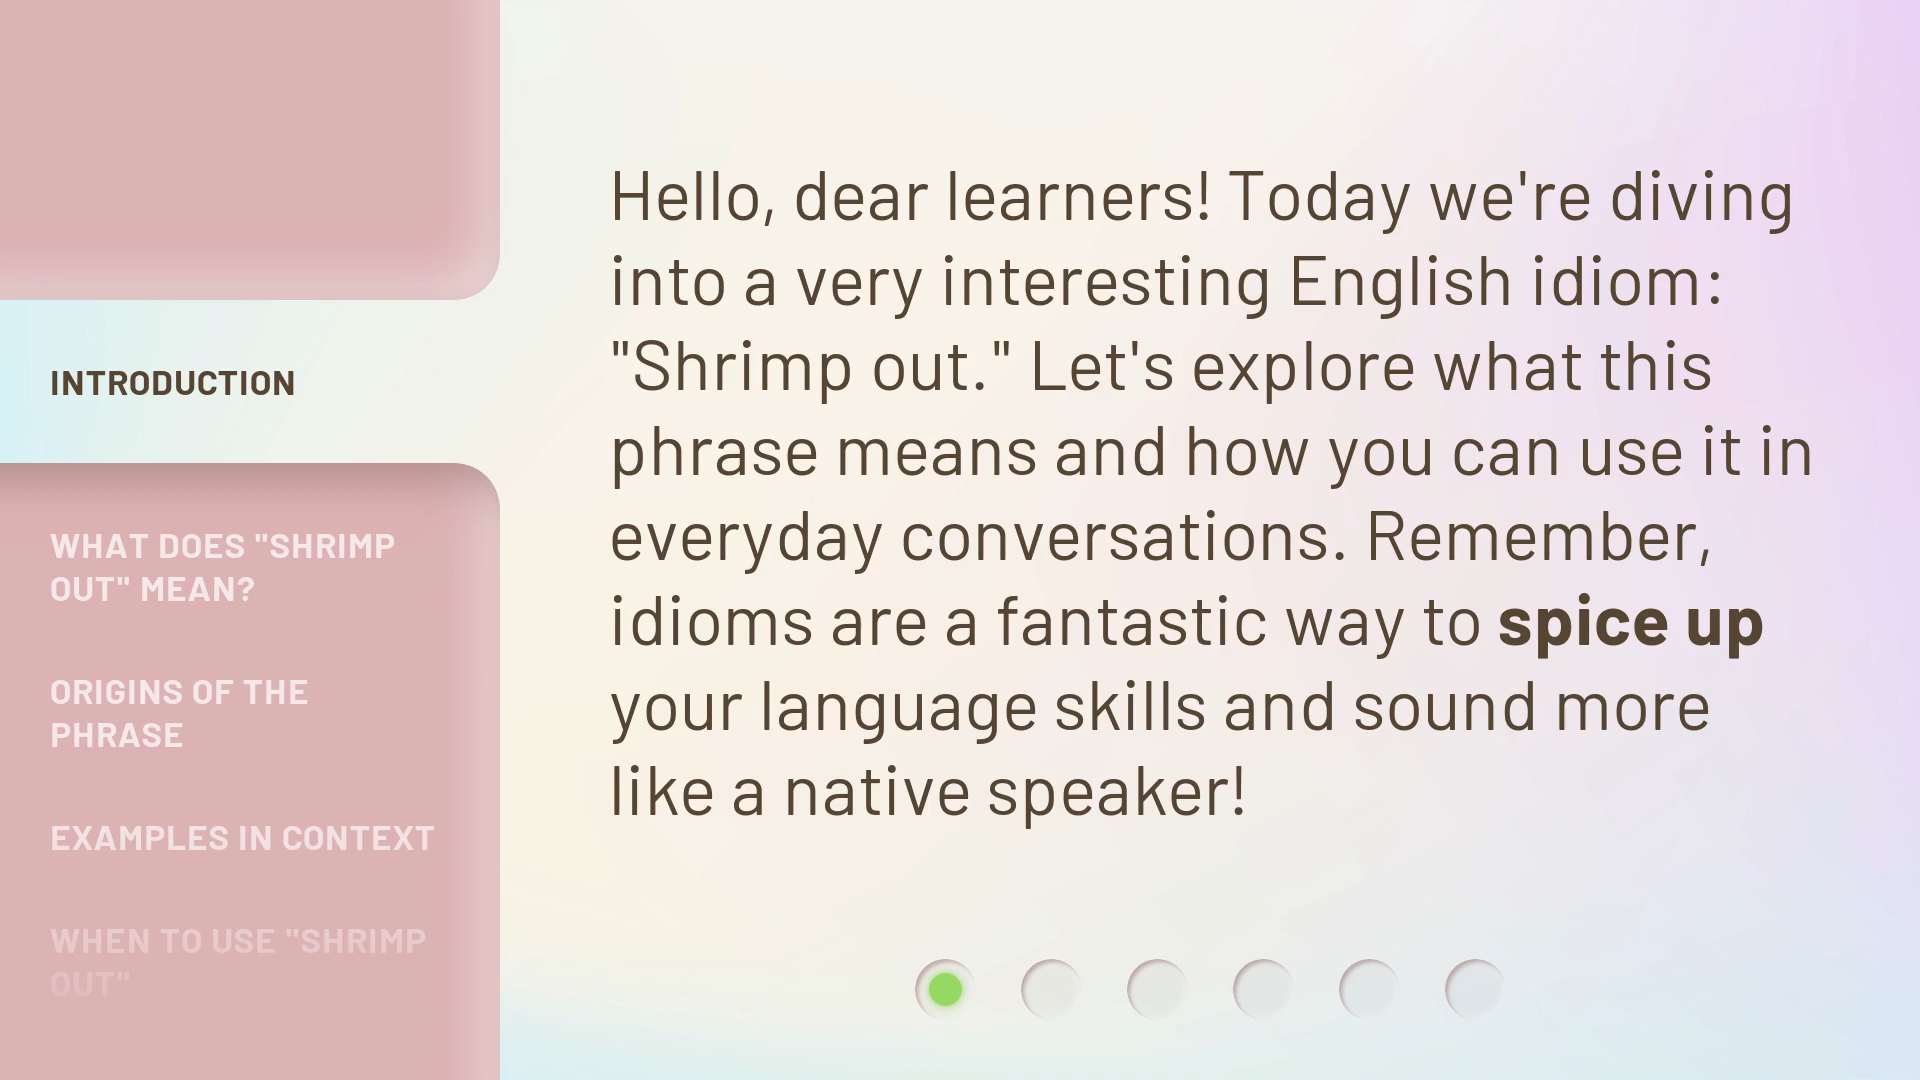 INTRODUCTION
WHAT DOES "SHRIMP
OUT" MEAN?
ORIGINS OF THE
PHRASE
EXAMPLES IN CONTEXT
WHEN TO USE "SHRIMP
OUT"
Hello, dear learners! Today we're diving
into a very interesting English idiom:
"Shrimp out." Let's explore what this
phrase means and how you can use it in
everyday conversations. Remember,
idioms are a fantastic way to spice up
your language skills and sound more
like a native speaker!